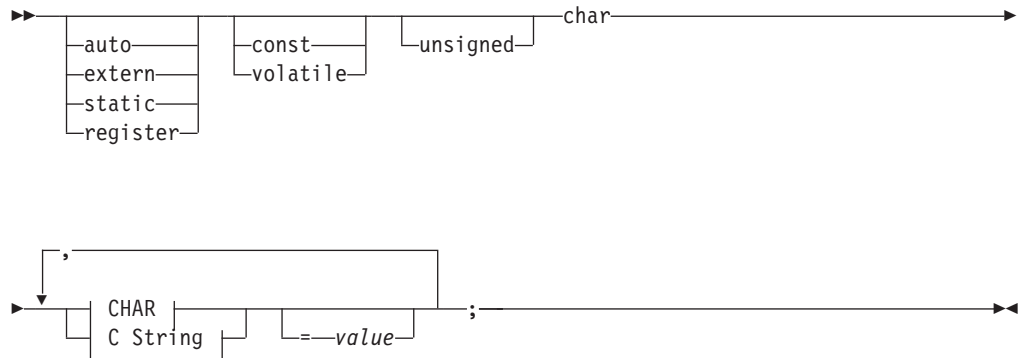 char
auto const unsigned
extern volatile
static
register
,
CHAR ;
C String =value